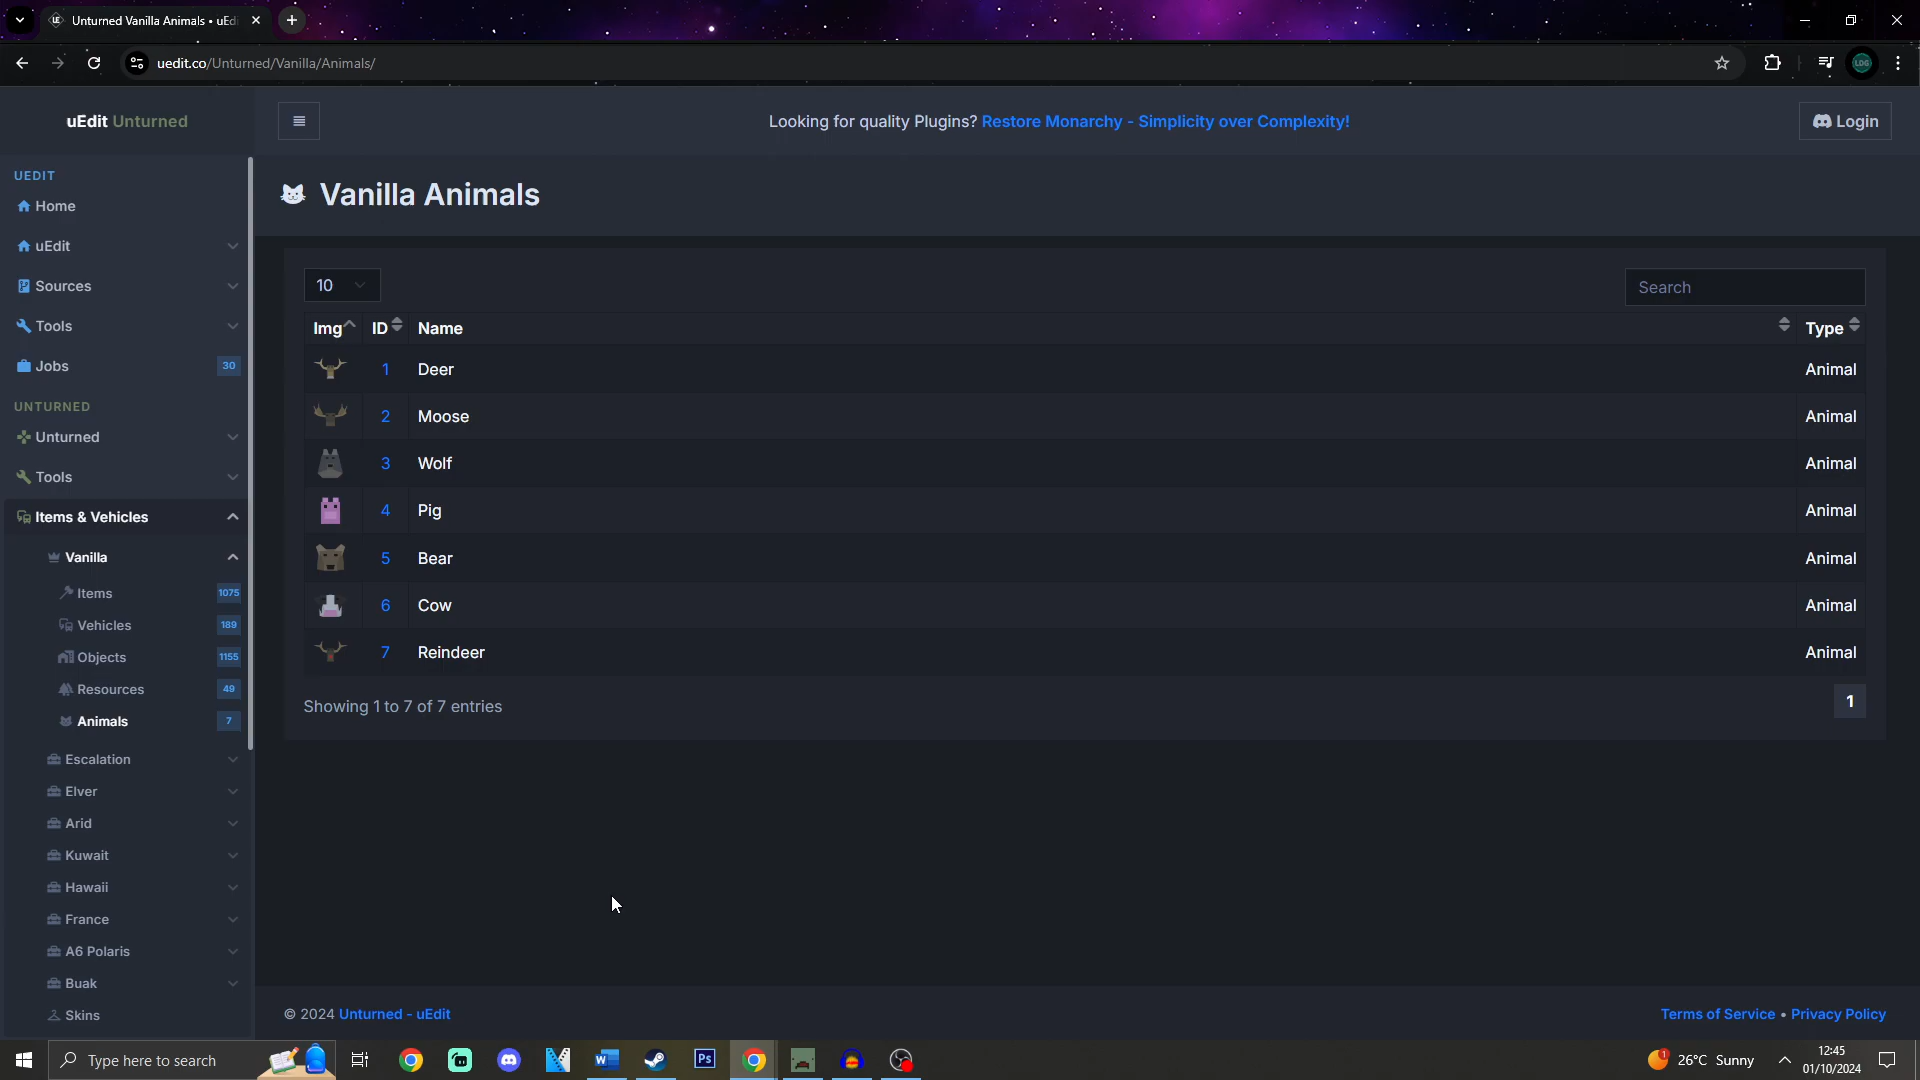 Unturned Vanilla Animals • uEdi
uedit.co/Unturned/Vanilla/Animals/
LDG
uEdit Unturned
Looking for quality Plugins? Restore Monarchy - Simplicity over Complexity!
Login
UEDIT
Home
uEdit
Sources
Tools
Jobs 30
UNTURNED
Unturned
Tools
Items & Vehicles
Vanilla
Items 1075
Vehicles 189
Objects 1155
Resources 49
Animals 7
Escalation
Elver
Arid
Kuwait
Hawaii
France
A6 Polaris
Buak
Skins
Vanilla Animals
10
Search
Img ID Name Type
1 Deer Animal
2 Moose Animal
3 Wolf Animal
4 Pig Animal
5 Bear Animal
6 Cow Animal
7 Reindeer Animal
Showing 1 to 7 of 7 entries
1
© 2024 Unturned - uEdit
Terms of Service • Privacy Policy
Type here to search
W
Ps
1
26°C Sunny
12:45
01/10/2024